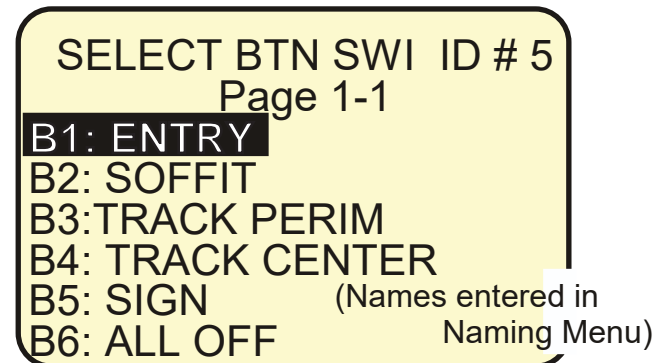 SELECT BTN SWI ID # 5
Page 1-1
B1: ENTRY
B2: SOFFIT
B3:TRACK PERIM
B4: TRACK CENTER
B5: SIGN (Names entered in
B6: ALL OFF Naming Menu)